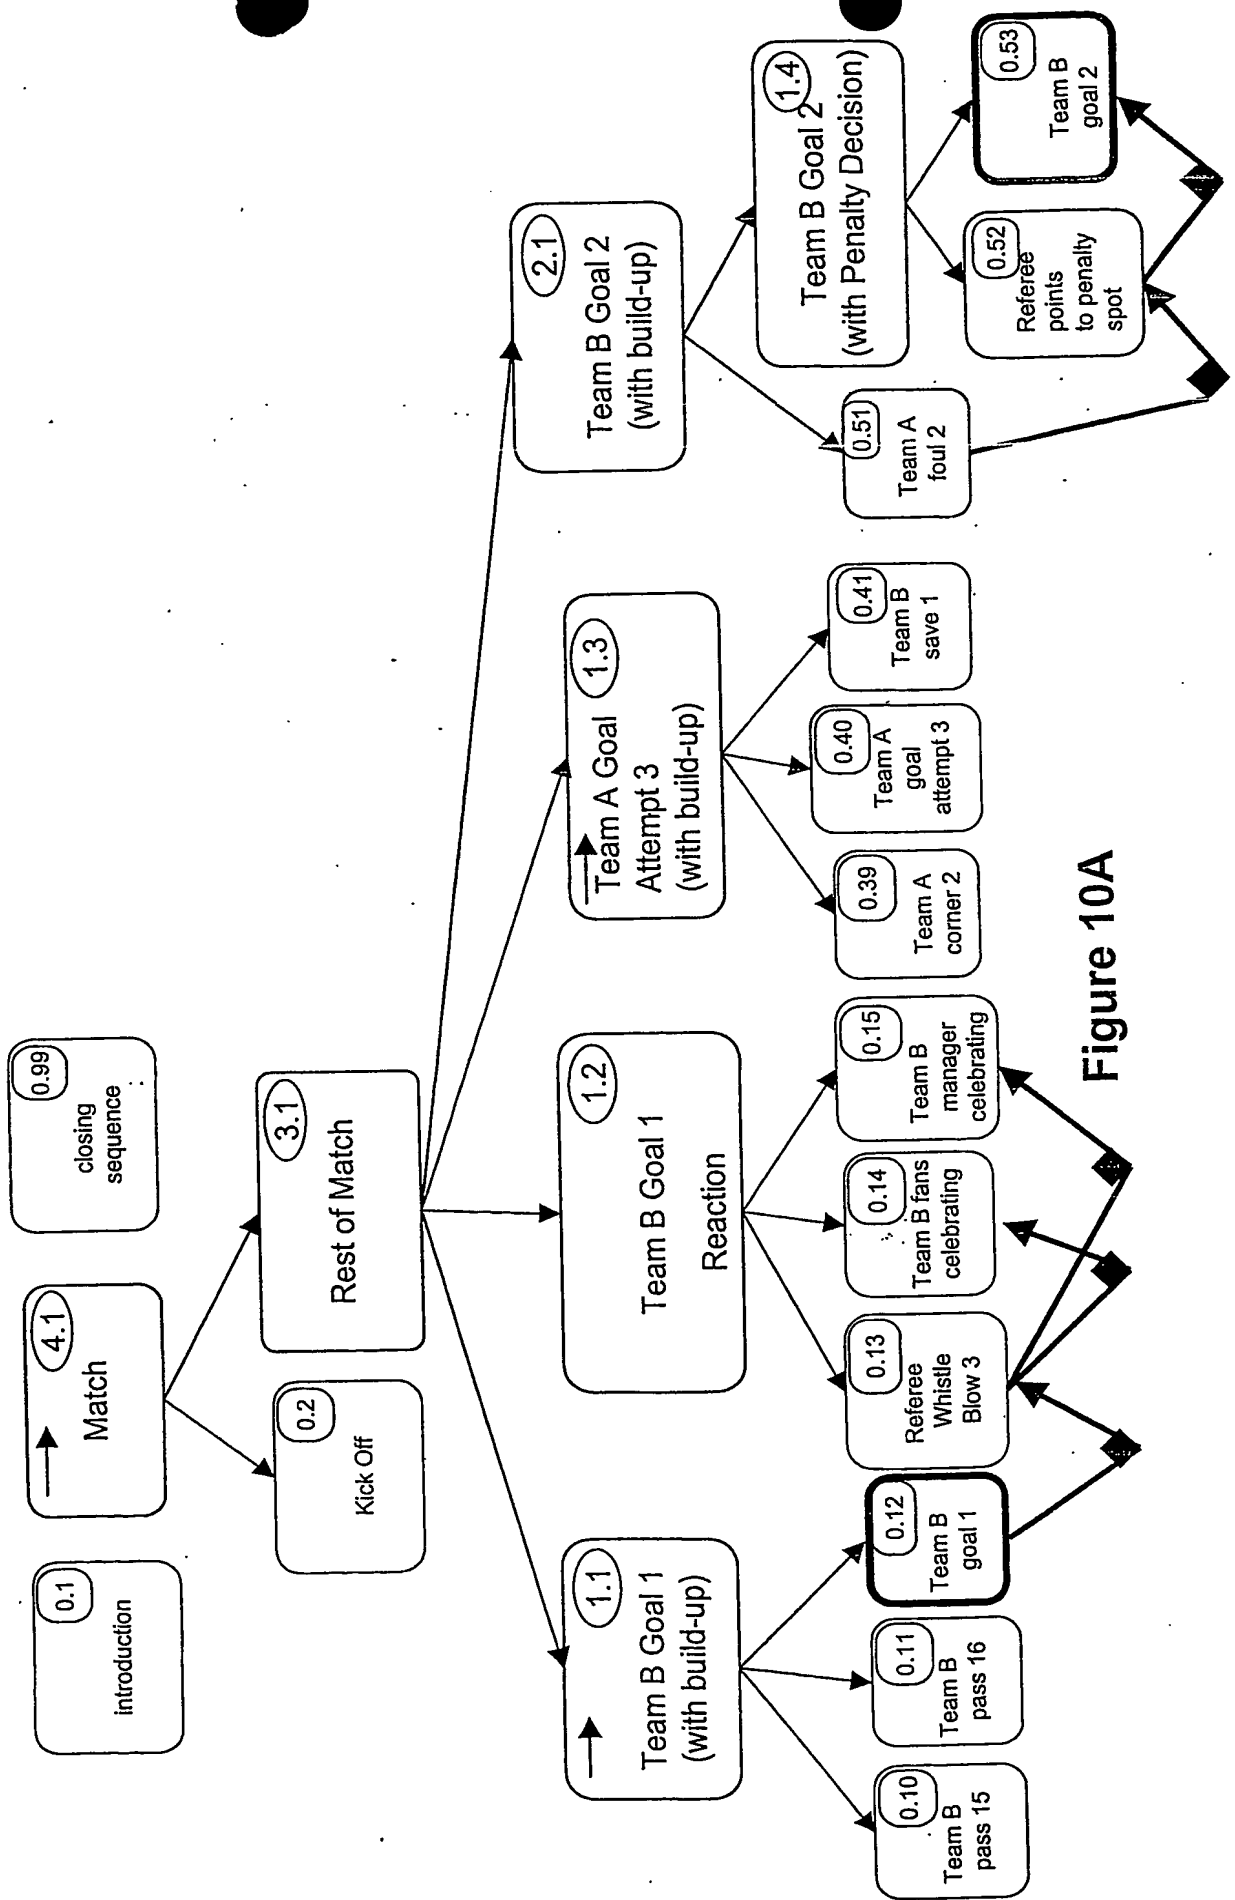 0.1
introduction
4.1
Match
0.99
closing
sequence
0.2
Kick Off
3.1
Rest of Match
1.1
Team B Goal 1
(with build-up)
1.2
Team B Goal 1
Reaction
1.3
Team A Goal
Attempt 3
(with build-up)
2.1
Team B Goal 2
(with build-up)
1.4
Team B Goal 2
(with Penalty Decision)
0.10
Team B
pass 15
0.11
Team B
pass 16
0.12
Team B
goal 1
0.13
Referee
Whistle
Blow 3
0.14
Team B fans
celebrating
0.15
Team B
manager
celebrating
0.39
Team A
corner 2
0.40
Team A
goal
attempt 3
0.41
Team B
save 1
0.51
Team A
foul 2
0.52
Referee
points
to penalty
spot
0.53
Team B
goal 2
Figure 10A